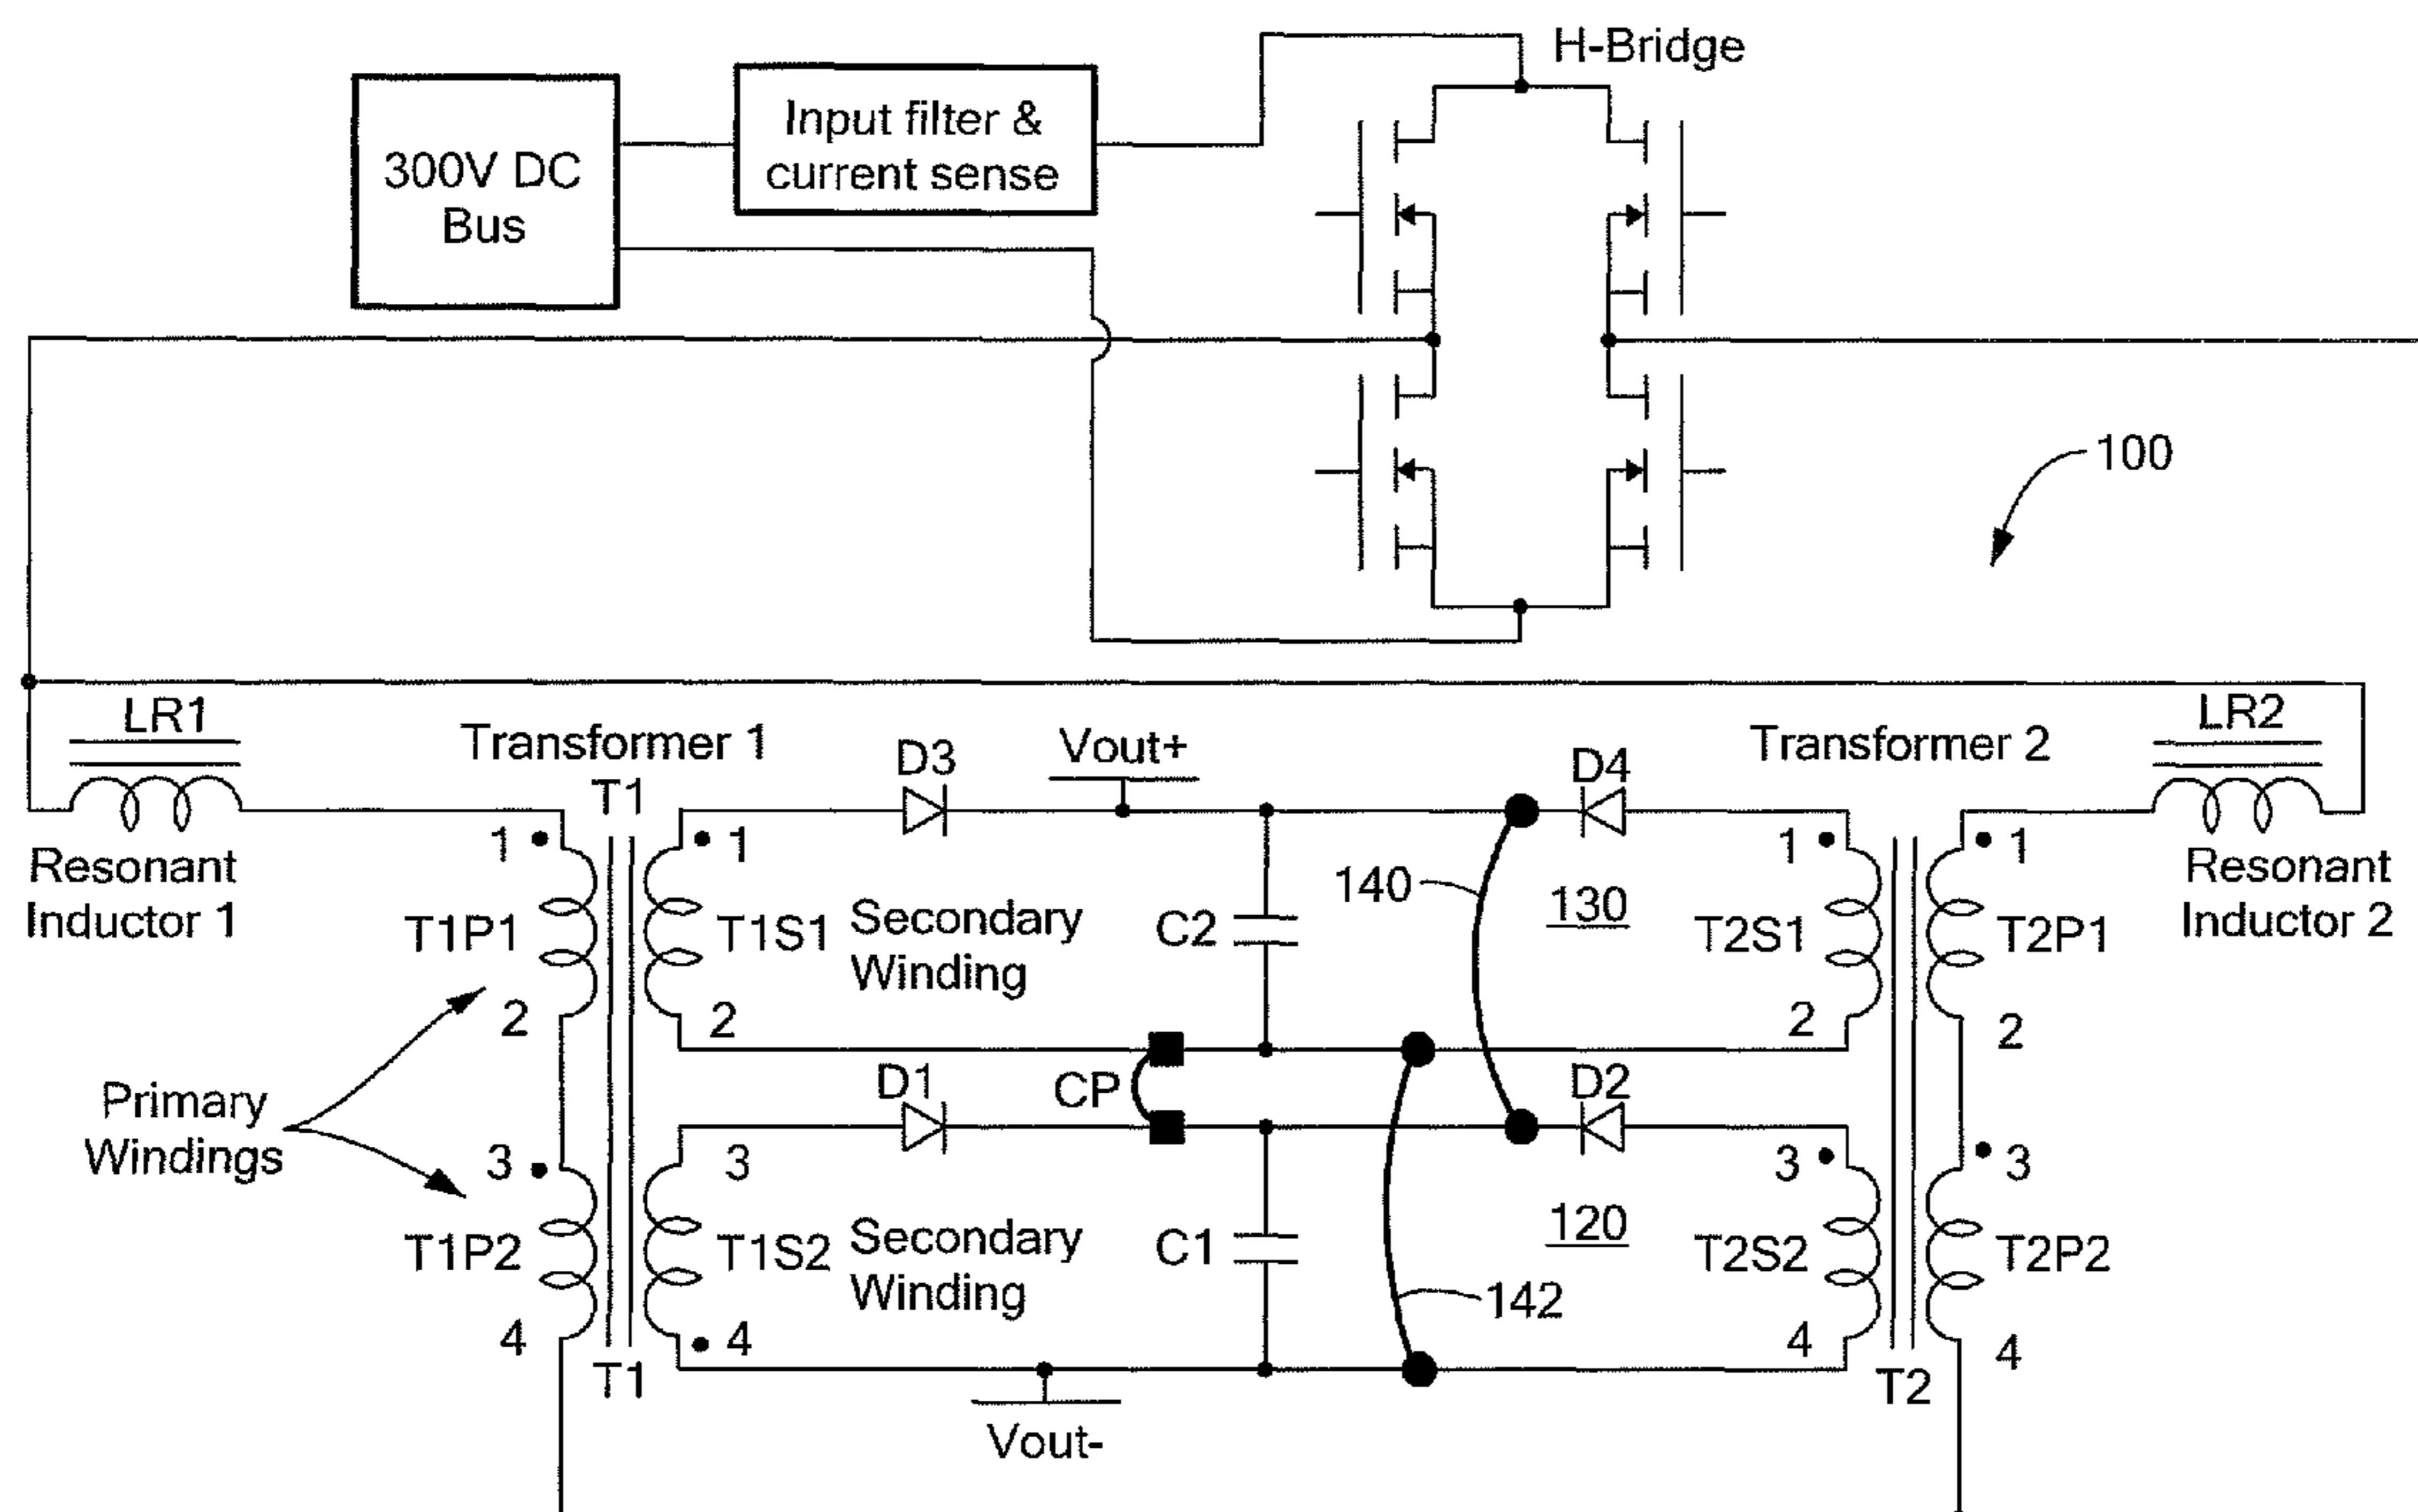 H-Bridge
300V DC
Bus
Input filter &
current sense
100
LR1
Resonant
Inductor 1
Transformer 1
T1
D3
Vout+
D4
Transformer 2
LR2
Resonant
Inductor 2
1
1
1
1
T1P1
T1S1
Secondary
Winding
C2
140
130
T2S1
T2P1
2
2
2
2
Primary
Windings
D1
CP
D2
3
3
3
3
T1P2
T1S2
Secondary
Winding
C1
142
120
T2S2
T2P2
4
4
4
4
T1
T2
Vout-